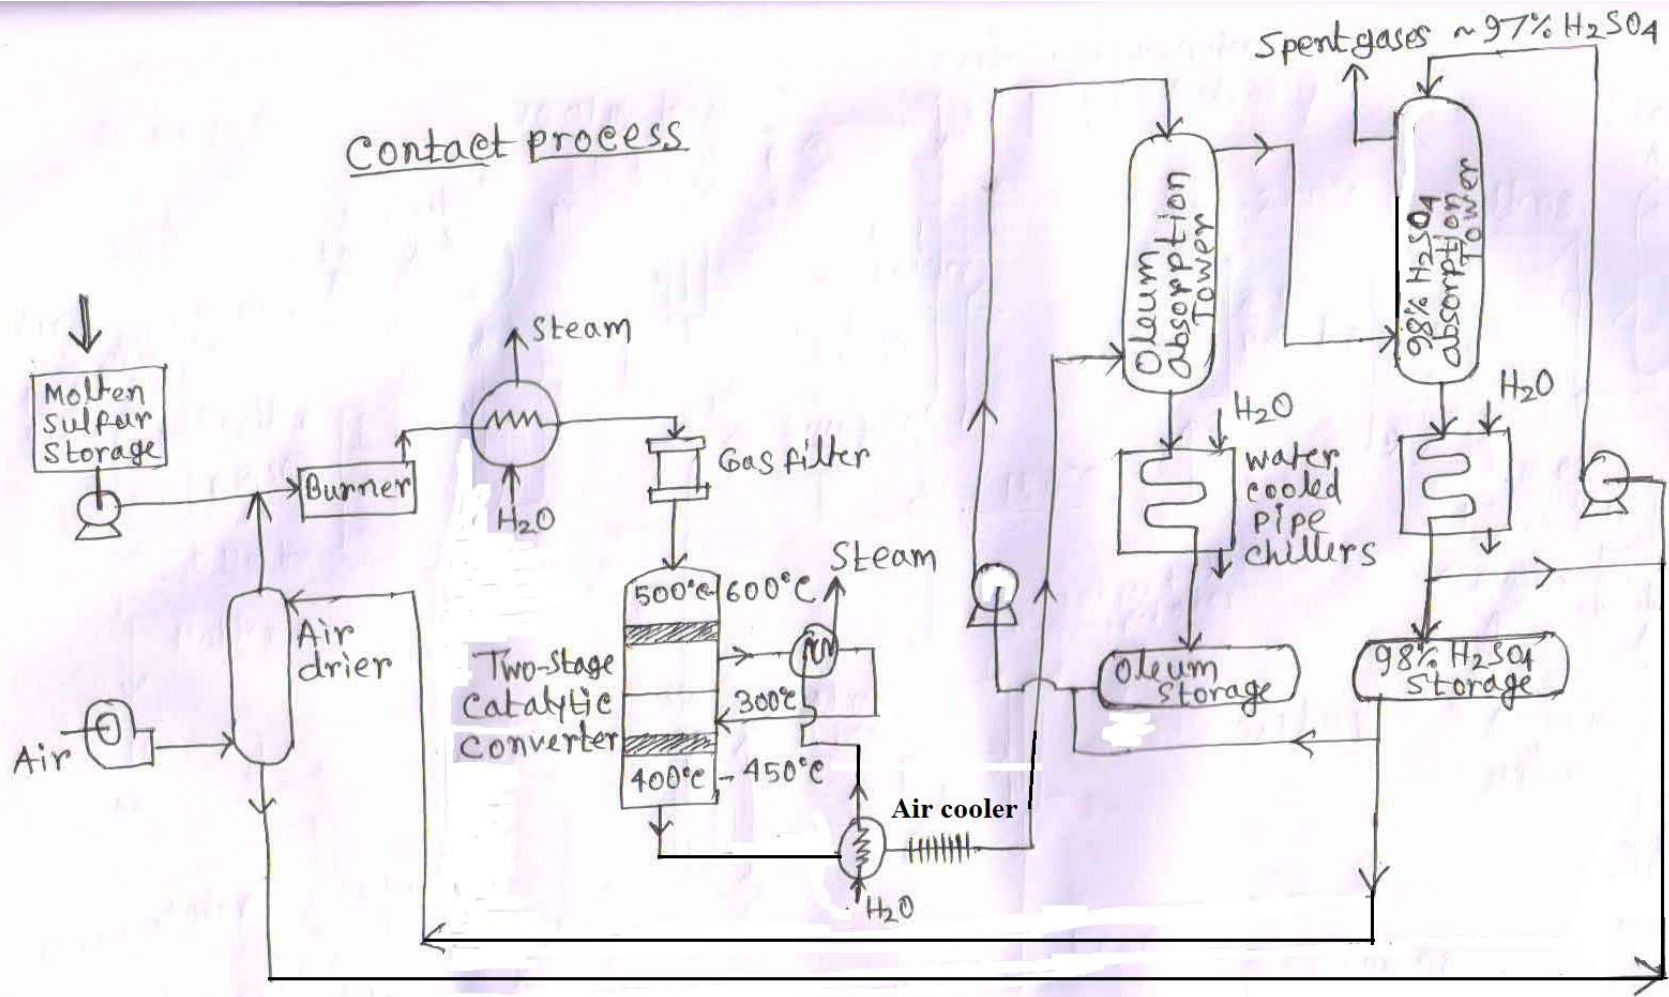 Spent gases ~97% H2SO4
Contact process
Oleum
absorption
Tower
98% H2SO4
absorption
Tower
Steam
Molten
Sulfur
Storage
Burner
H2O
Gas filter
H2O
water
cooled
pipe
chillers
H2O
Air
drier
Air
500°C-600°C
Steam
Two-Stage
Catalytic
Converter
300°C
400°C - 450°C
Air cooler
H2O
Oleum
Storage
98% H2SO4
Storage